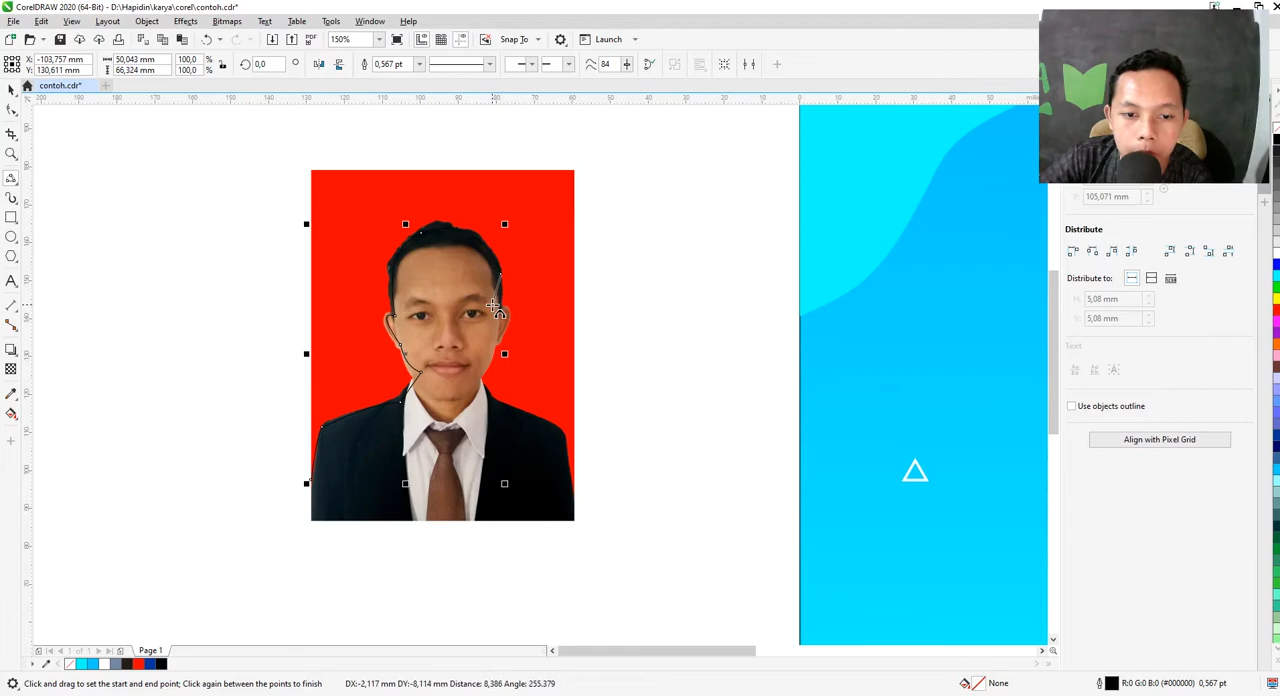 CorelDRAW 2020 (64-Bit) - D:\Hapidin\karya\corel\contoh.cdr*
File Edit View Layout Object Effects Bitmaps Text Table Tools Window Help
150% Snap To Launch
X: -103,757 mm 50,043 mm 100,0 % 0,0 ° 0,567 pt 84
Y: 130,611 mm 66,324 mm 100,0 %
contoh.cdr*
Y: 105,071 mm
Distribute
Distribute to:
H: 5,08 mm
V: 5,08 mm
Text
Use objects outline
Align with Pixel Grid
1 of 1 Page 1
Click and drag to set the start and end point; Click again between the points to finish DX:-2,117 mm DY:-8,114 mm Distance: 8,386 Angle: 255.379 None R:0 G:0 B:0 (#000000) 0,567 pt